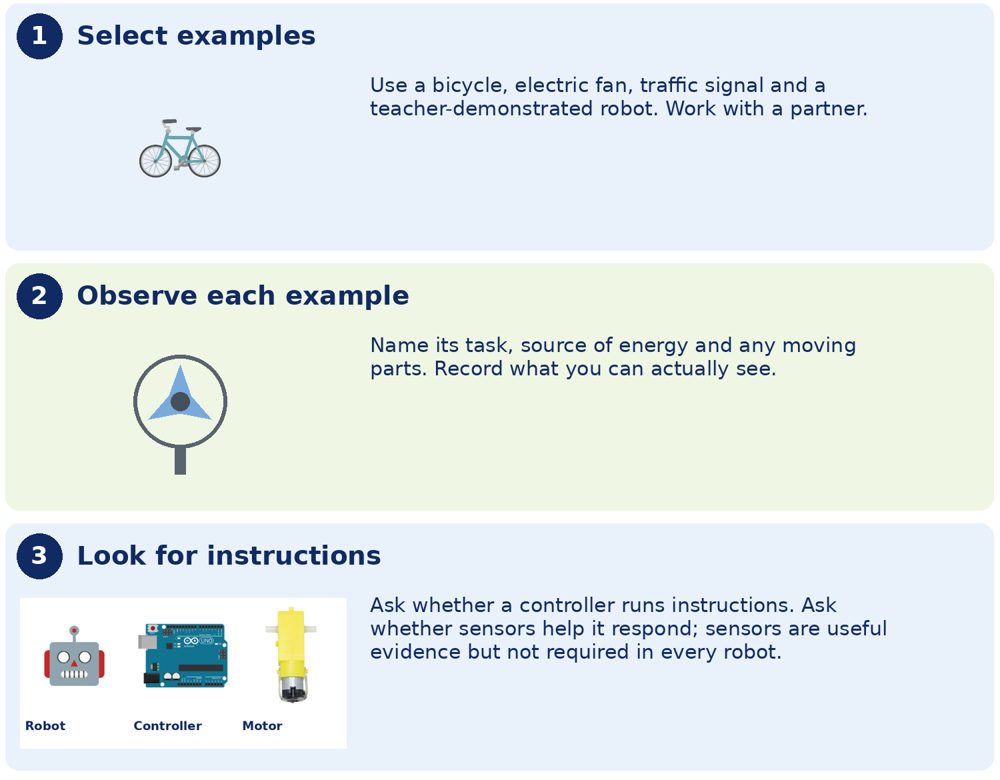 1 Select examples
Use a bicycle, electric fan, traffic signal and a
teacher-demonstrated robot. Work with a partner.
2 Observe each example
Name its task, source of energy and any moving
parts. Record what you can actually see.
3 Look for instructions
Ask whether a controller runs instructions. Ask
whether sensors help it respond; sensors are useful
evidence but not required in every robot.
UNO
Robot Controller Motor